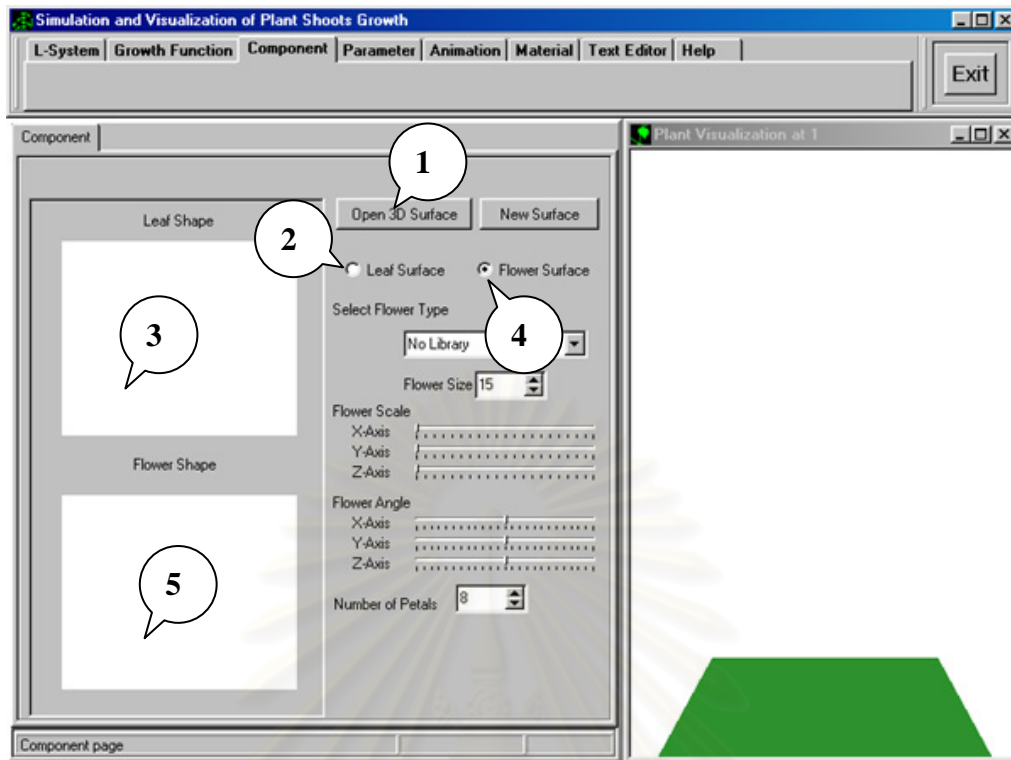 Simulation and Visualization of Plant Shoots Growth
L-System Growth Function Component Parameter Animation Material Text Editor Help
Exit
Component
Plant Visualization at 1
1
Open 3D Surface New Surface
Leaf Shape
2
Leaf Surface Flower Surface
3
Select Flower Type
4
No Library
Flower Size 15
Flower Scale
X-Axis
Y-Axis
Z-Axis
Flower Shape
Flower Angle
X-Axis
Y-Axis
Z-Axis
5
Number of Petals 8
Component page